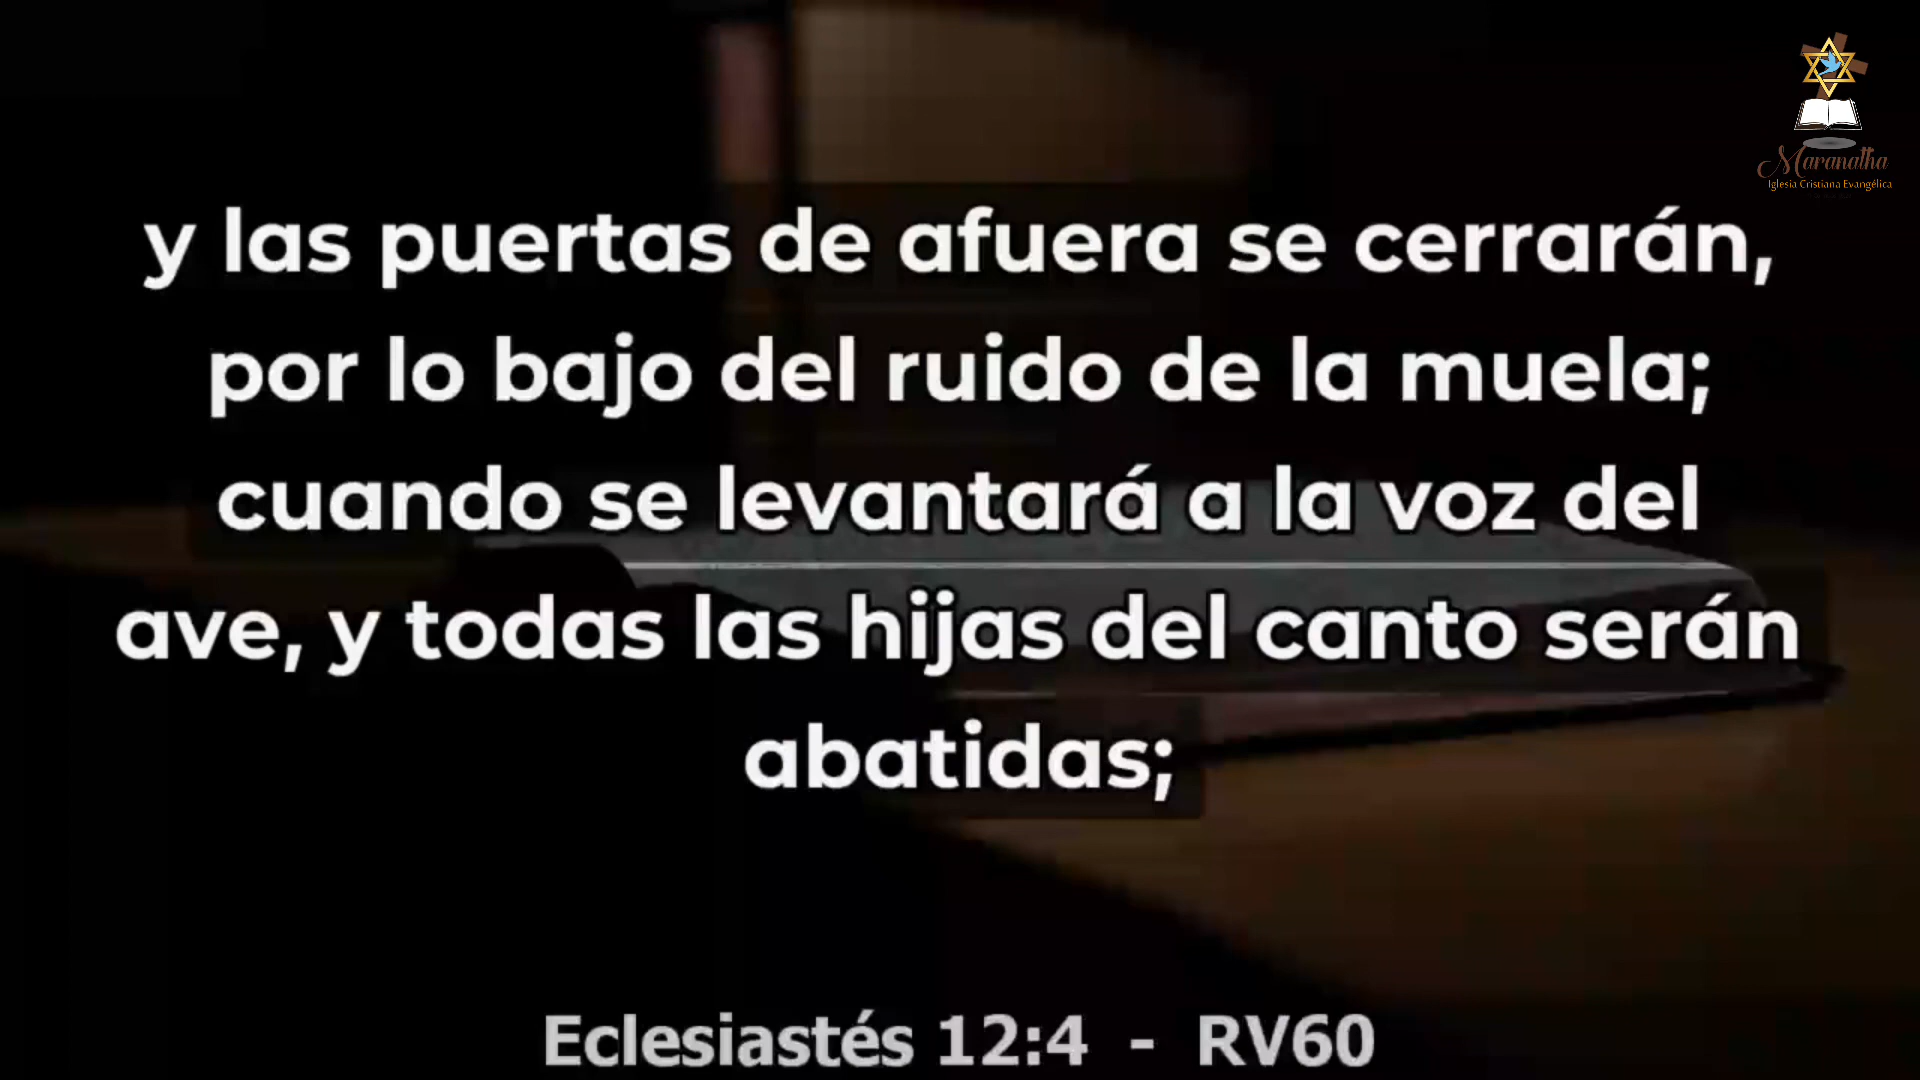 Maranatha
Iglesia Cristiana Evangélica
y las puertas de afuera se cerrarán,
por lo bajo del ruido de la muela;
cuando se levantará a la voz del
ave, y todas las hijas del canto serán
abatidas;
Eclesiastés 12:4 - RV60